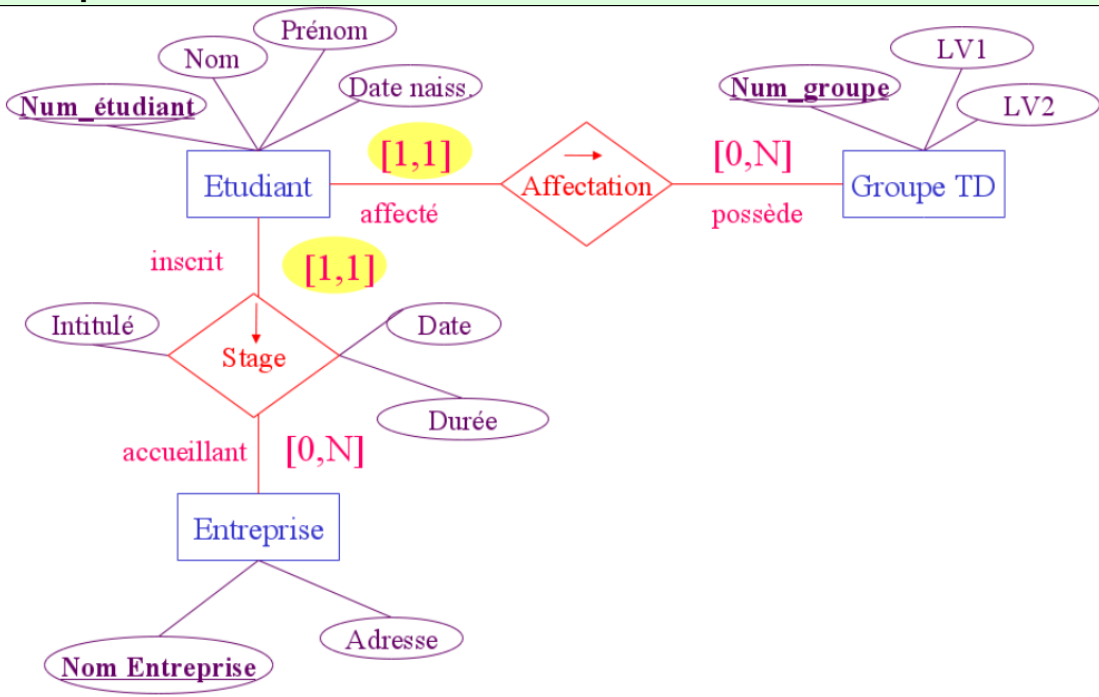 Prénom
Nom
LV1
Num_étudiant
Date naiss.
Num_groupe
LV2
[1,1]
[0,N]
Etudiant
Affectation
Groupe TD
affecté
possède
inscrit
[1,1]
Intitulé
Date
Stage
Durée
accueillant
[0,N]
Entreprise
Adresse
Nom Entreprise